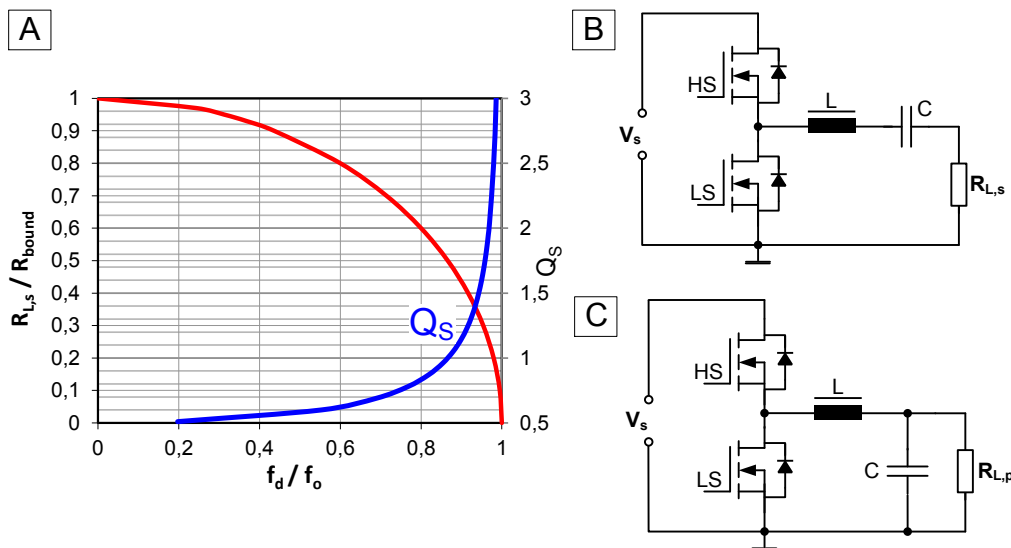 A
R_L,s / R_bound
1
0,9
0,8
0,7
0,6
0,5
0,4
0,3
0,2
0,1
0
3
2,5
2
1,5
1
0,5
Q_S
Q_S
0
0,2
0,4
0,6
0,8
1
f_d / f_o
B
HS
LS
V_s
L
C
R_L,s
C
HS
LS
V_s
L
C
R_L,p